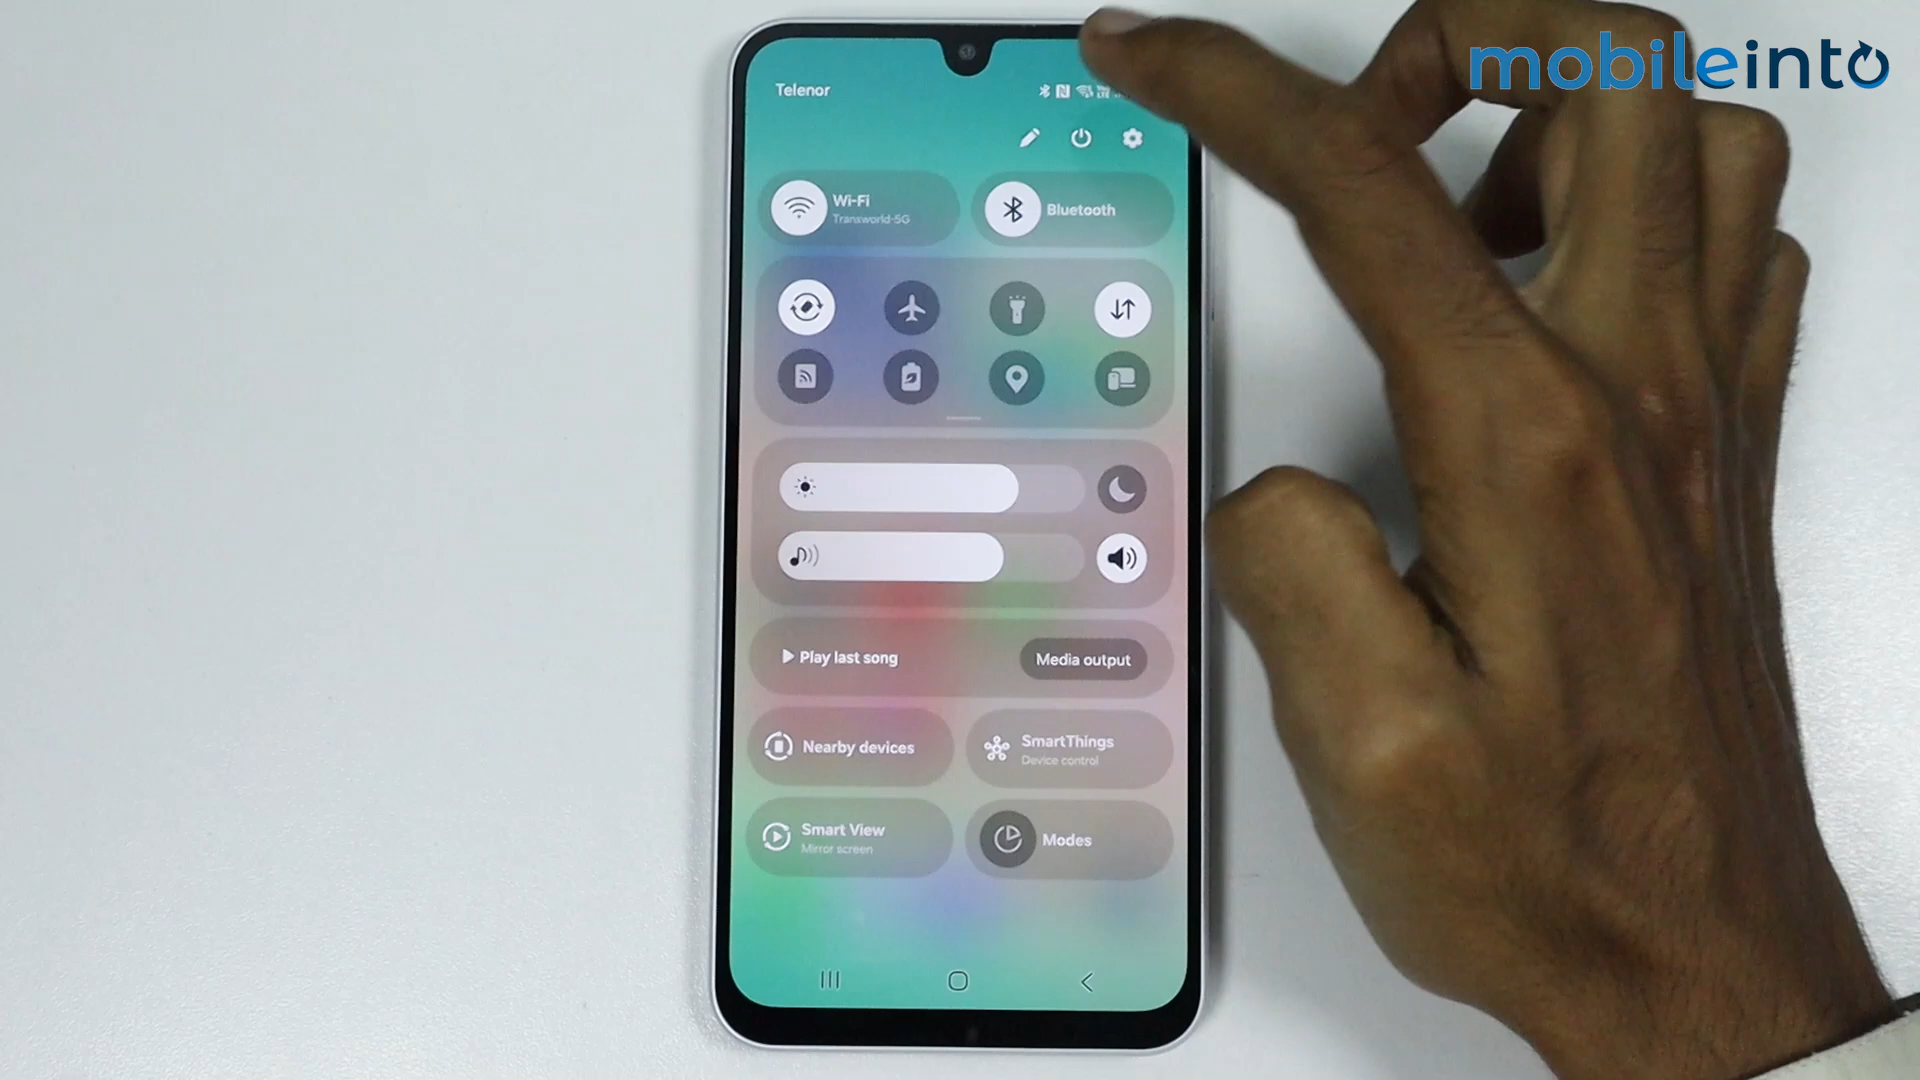 mobileinto
Telenor
Wi-Fi
Transworld-5G
Bluetooth
Play last song
Media output
Nearby devices
SmartThings
Device control
Smart View
Mirror screen
Modes